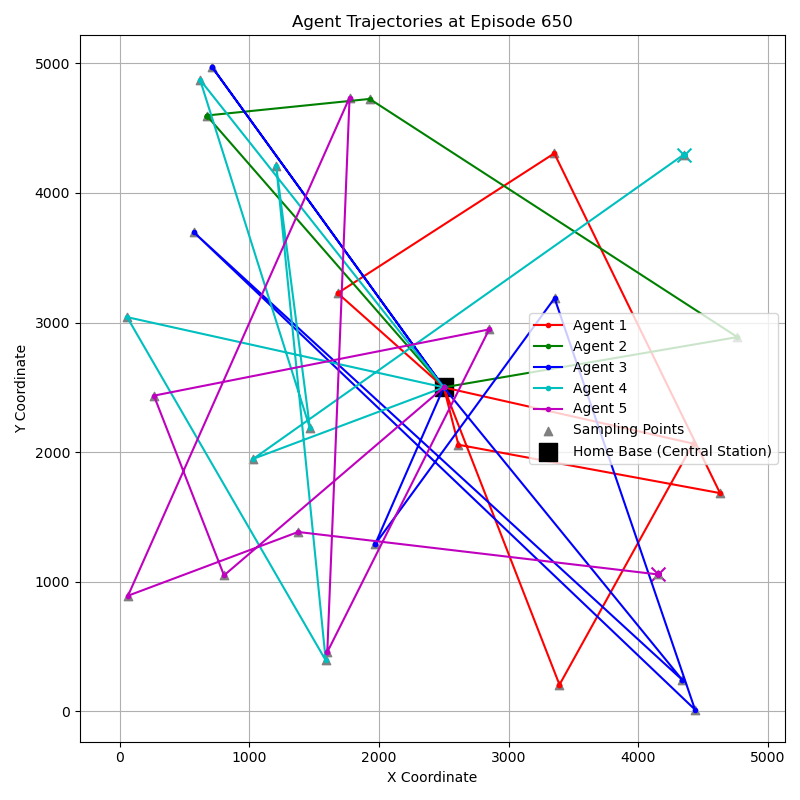 Agent Trajectories at Episode 650
5000
4000
3000
2000
1000
0
Y Coordinate
Agent 1
Agent 2
Agent 3
Agent 4
Agent 5
Sampling Points
Home Base (Central Station)
0 1000 2000 3000 4000 5000
X Coordinate